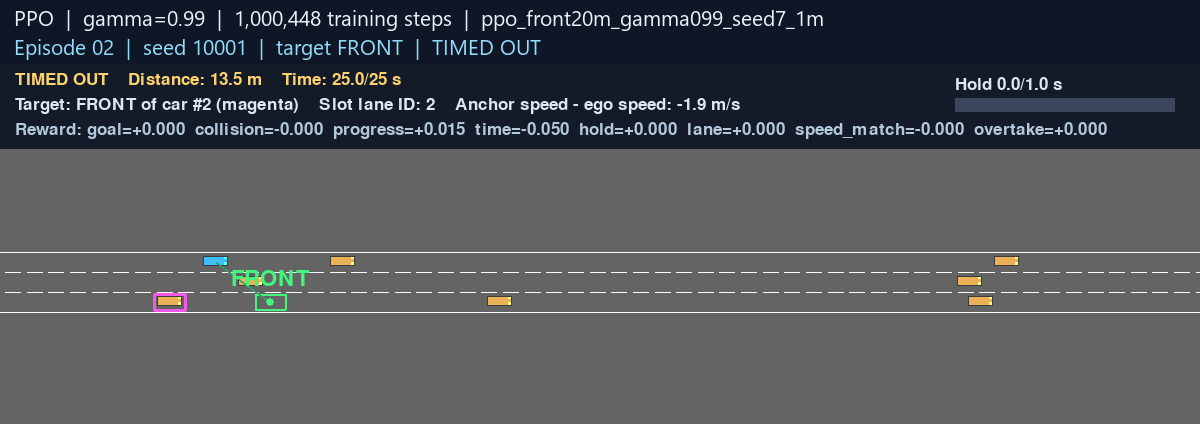 PPO | gamma=0.99 | 1,000,448 training steps | ppo_front20m_gamma099_seed7_1m
Episode 02 | seed 10001 | target FRONT | TIMED OUT
TIMED OUT Distance: 13.5 m Time: 25.0/25 s
Hold 0.0/1.0 s
Target: FRONT of car #2 (magenta) Slot lane ID: 2 Anchor speed - ego speed: -1.9 m/s
Reward: goal=+0.000 collision=-0.000 progress=+0.015 time=-0.050 hold=+0.000 lane=+0.000 speed_match=-0.000 overtake=+0.000
FRONT